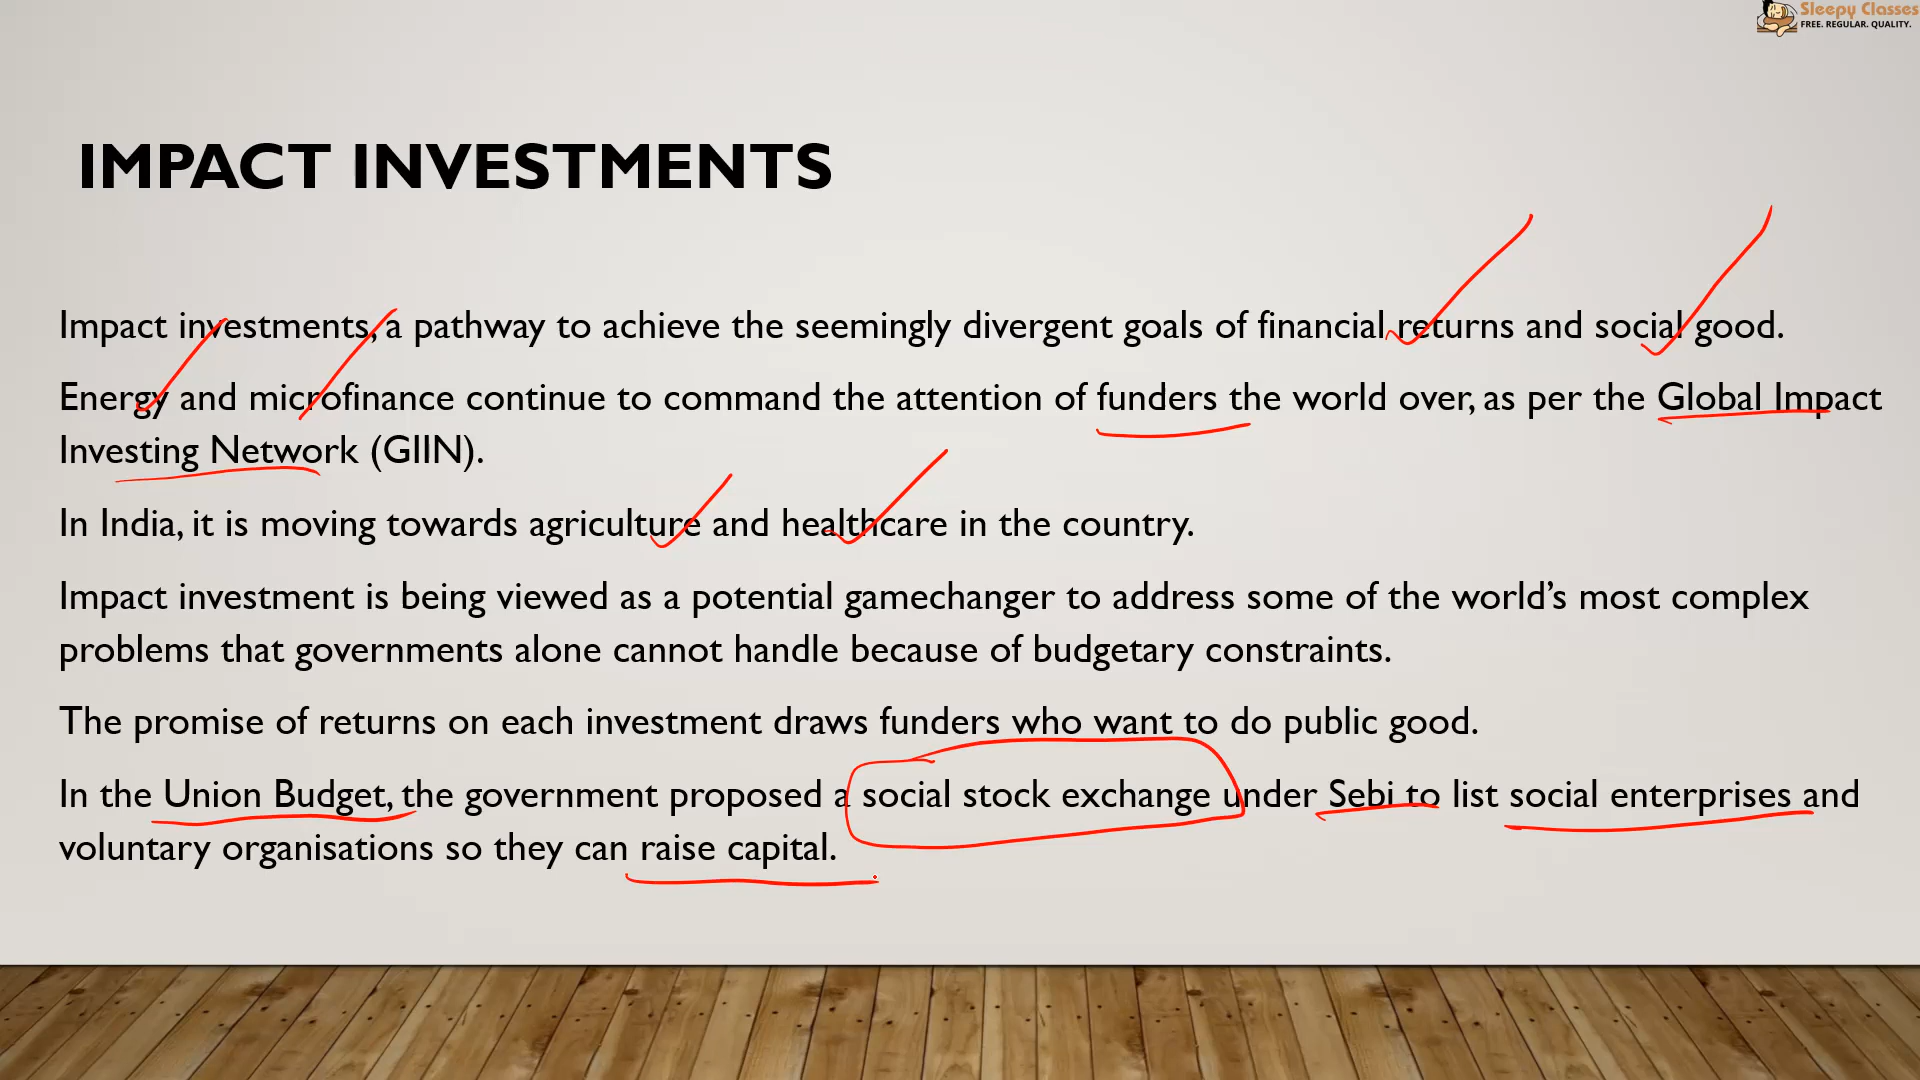 Sleepy Classes
FREE. REGULAR. QUALITY.
IMPACT INVESTMENTS
Impact investments, a pathway to achieve the seemingly divergent goals of financial returns and social good.
Energy and microfinance continue to command the attention of funders the world over, as per the Global Impact
Investing Network (GIIN).
In India, it is moving towards agriculture and healthcare in the country.
Impact investment is being viewed as a potential gamechanger to address some of the world’s most complex
problems that governments alone cannot handle because of budgetary constraints.
The promise of returns on each investment draws funders who want to do public good.
In the Union Budget, the government proposed a social stock exchange under Sebi to list social enterprises and
voluntary organisations so they can raise capital.